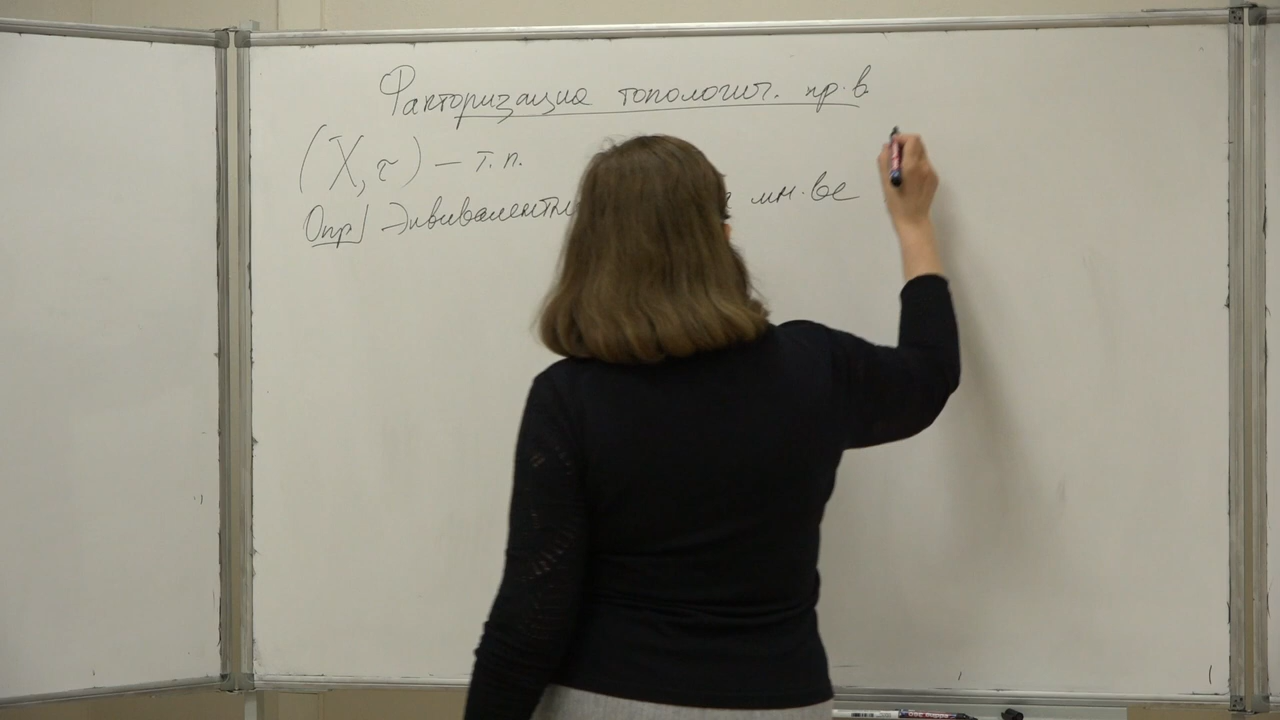 Факторизация топологич. пр-в.
(X, τ) — т.п.
Опр Эквивалентн мн-ве